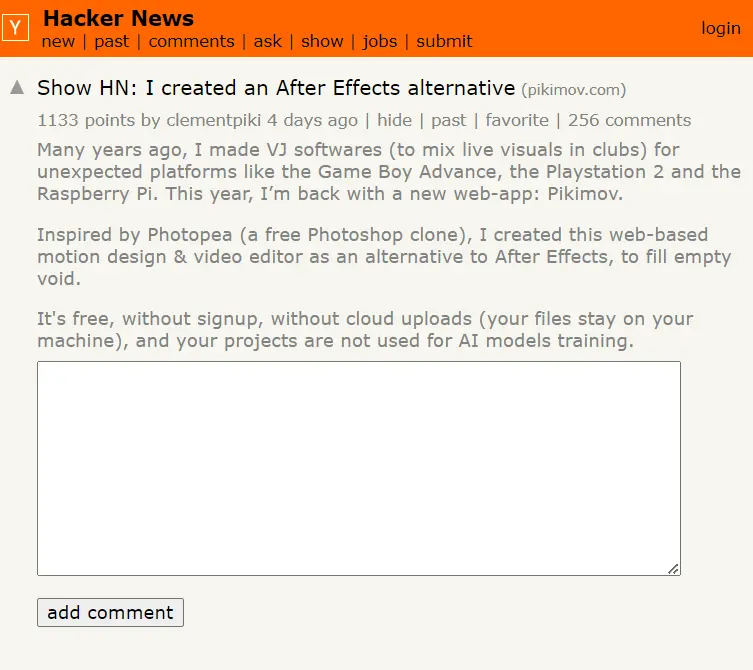 Y
Hacker News
new | past | comments | ask | show | jobs | submit
login
Show HN: I created an After Effects alternative (pikimov.com)
1133 points by clementpiki 4 days ago | hide | past | favorite | 256 comments
Many years ago, I made VJ softwares (to mix live visuals in clubs) for
unexpected platforms like the Game Boy Advance, the Playstation 2 and the
Raspberry Pi. This year, I’m back with a new web-app: Pikimov.
Inspired by Photopea (a free Photoshop clone), I created this web-based
motion design & video editor as an alternative to After Effects, to fill empty
void.
It's free, without signup, without cloud uploads (your files stay on your
machine), and your projects are not used for AI models training.
add comment